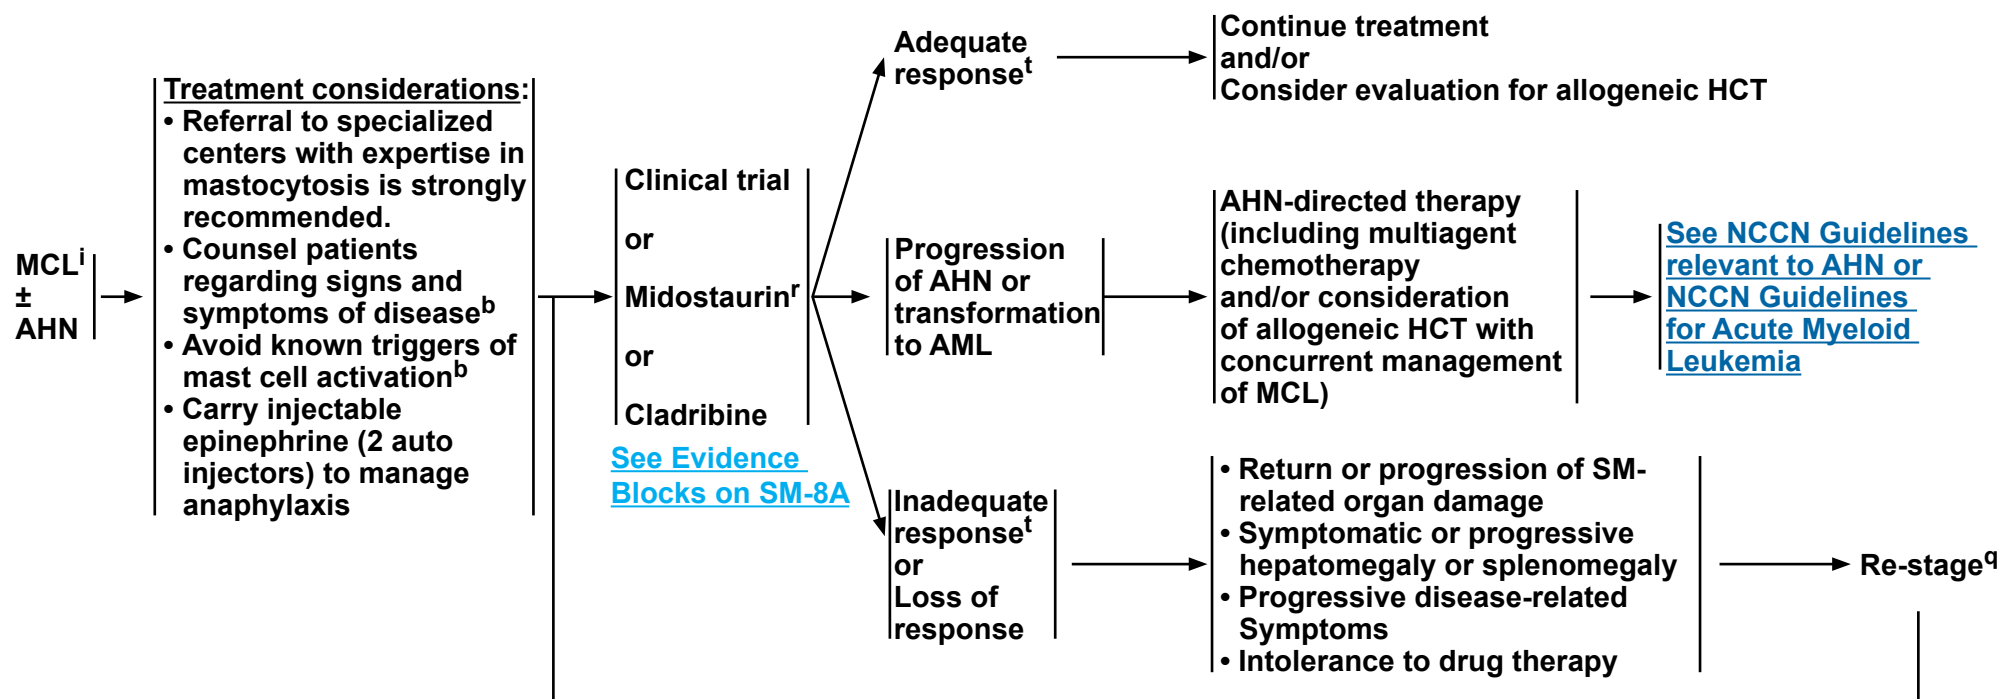 MCLi
±
AHN
Treatment considerations:
• Referral to specialized
centers with expertise in
mastocytosis is strongly
recommended.
• Counsel patients
regarding signs and
symptoms of diseaseb
• Avoid known triggers of
mast cell activationb
• Carry injectable
epinephrine (2 auto
injectors) to manage
anaphylaxis
Clinical trial
or
Midostaurinr
or
Cladribine
See Evidence
Blocks on SM-8A
Adequate
responset
Continue treatment
and/or
Consider evaluation for allogeneic HCT
Progression
of AHN or
transformation
to AML
AHN-directed therapy
(including multiagent
chemotherapy
and/or consideration
of allogeneic HCT with
concurrent management
of MCL)
See NCCN Guidelines
relevant to AHN or
NCCN Guidelines
for Acute Myeloid
Leukemia
Inadequate
responset
or
Loss of
response
• Return or progression of SM-
related organ damage
• Symptomatic or progressive
hepatomegaly or splenomegaly
• Progressive disease-related
Symptoms
• Intolerance to drug therapy
Re-stageq